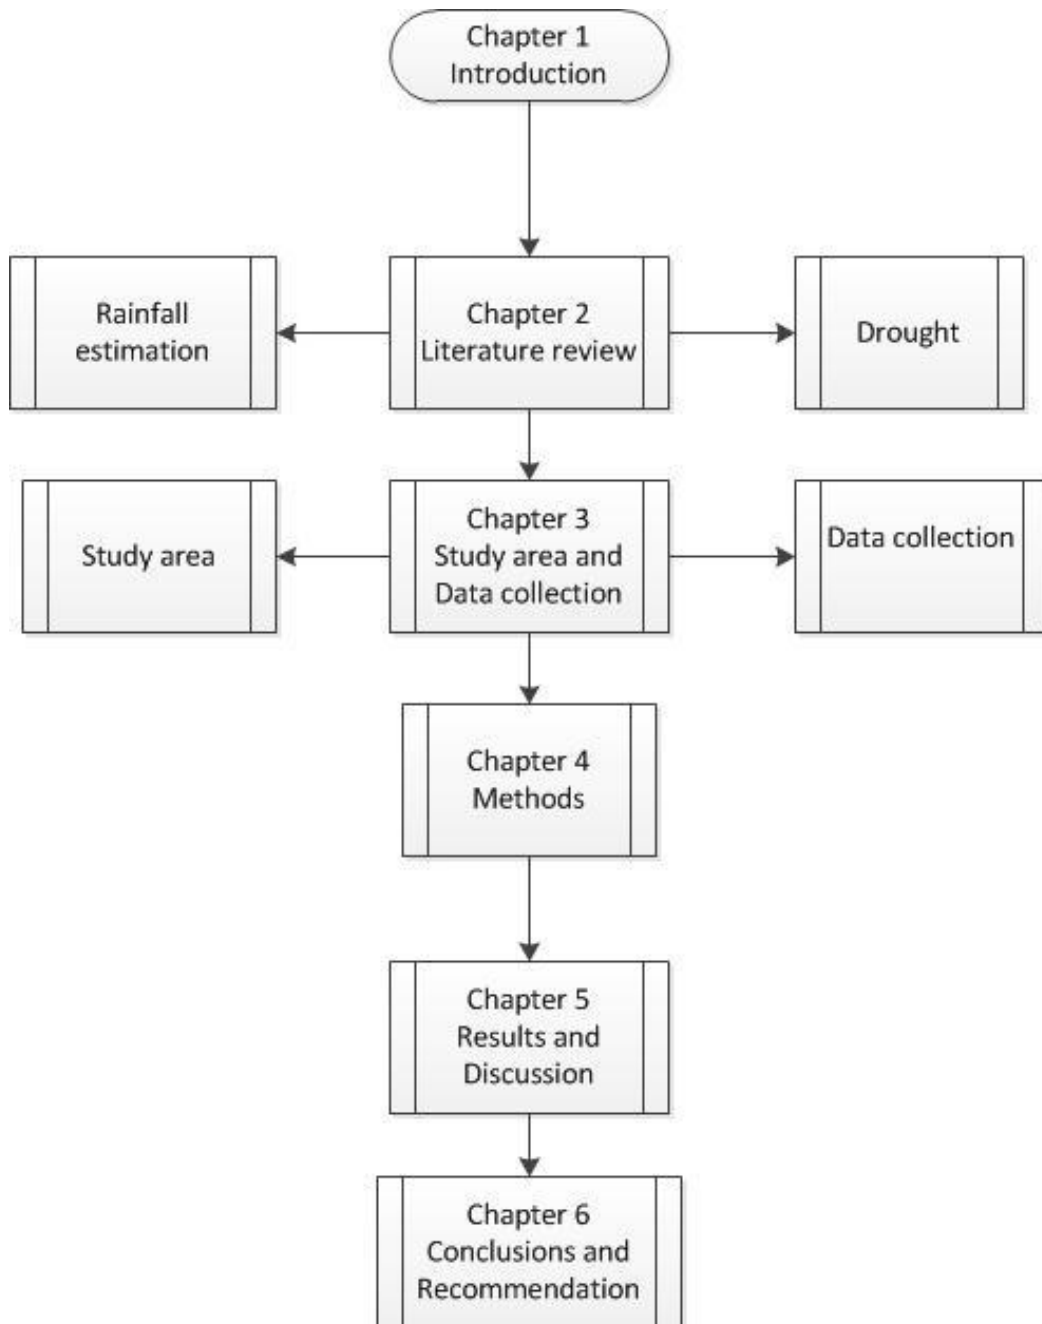 Chapter 1
Introduction
Rainfall
estimation
Chapter 2
Literature review
Drought
Study area
Chapter 3
Study area and
Data collection
Data collection
Chapter 4
Methods
Chapter 5
Results and
Discussion
Chapter 6
Conclusions and
Recommendation